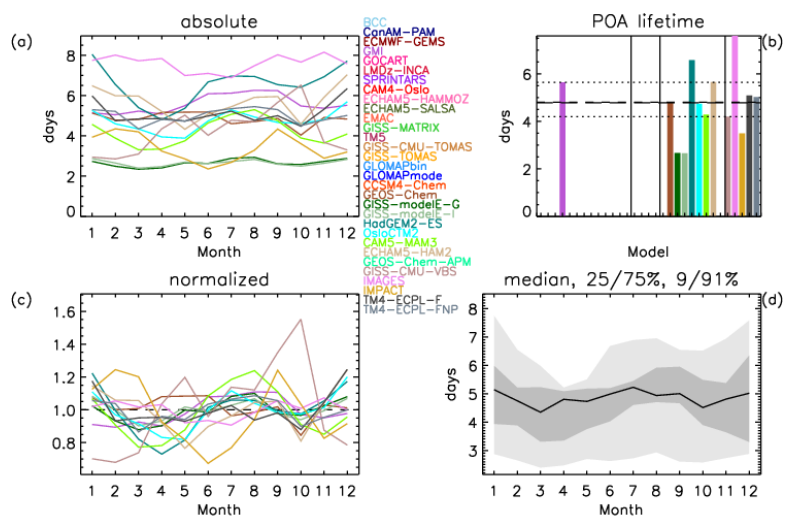 absolute
(a)
8
6
4
2
0
days
1 2 3 4 5 6 7 8 9 10 11 12
Month
BCC
CanAM-PAM
ECMWF-GEMS
GMI
GOCART
LMDz-INCA
SPRINTARS
CAM4-Oslo
ECHAM5-HAMMOZ
ECHAM5-SALSA
EMAC
GISS-MATRIX
TM5
GISS-CMU-TOMAS
GISS-TOMAS
GLOMAPbin
GLOMAPmode
CCSM4-Chem
GEOS-Chem
GISS-modelE-G
GISS-modelE-I
HadGEM2-ES
OsloCTM2
CAM5-MAM3
ECHAM5-HAM2
GEOS-Chem-APM
GISS-CMU-VBS
IMAGES
IMPACT
TM4-ECPL-F
TM4-ECPL-FNP
POA lifetime
(b)
6
4
2
0
days
Model
normalized
(c)
1.6
1.4
1.2
1.0
0.8
1 2 3 4 5 6 7 8 9 10 11 12
Month
median, 25/75%, 9/91%
(d)
8
7
6
5
4
3
days
1 2 3 4 5 6 7 8 9 10 11 12
Month